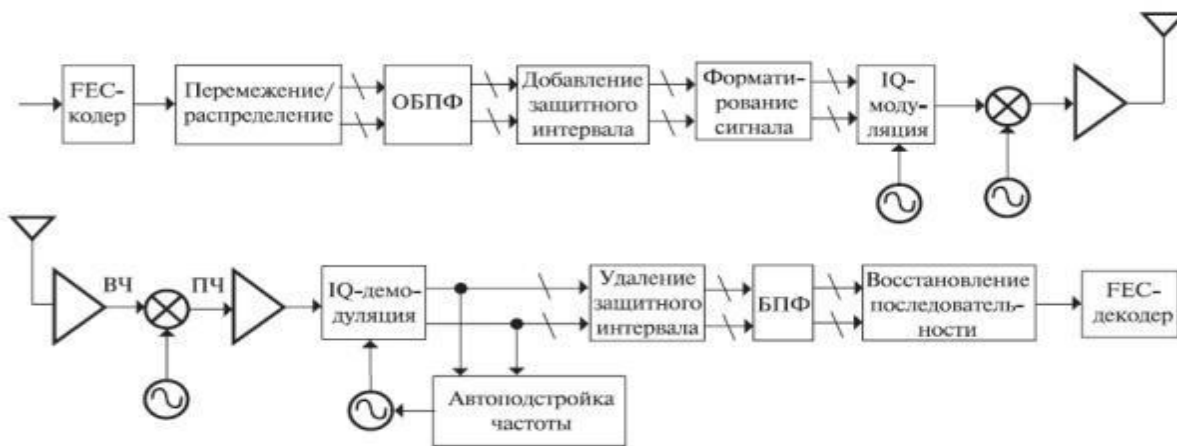 FEC-
кодер
Перемежение/
распределение
ОБПФ
Добавление
защитного
интервала
Формати-
рование
сигнала
IQ-
моду-
ляция
ВЧ
ПЧ
IQ-демо-
дуляция
Автоподстройка
частоты
Удаление
защитного
интервала
БПФ
Восстановление
последователь-
ности
FEC-
декодер